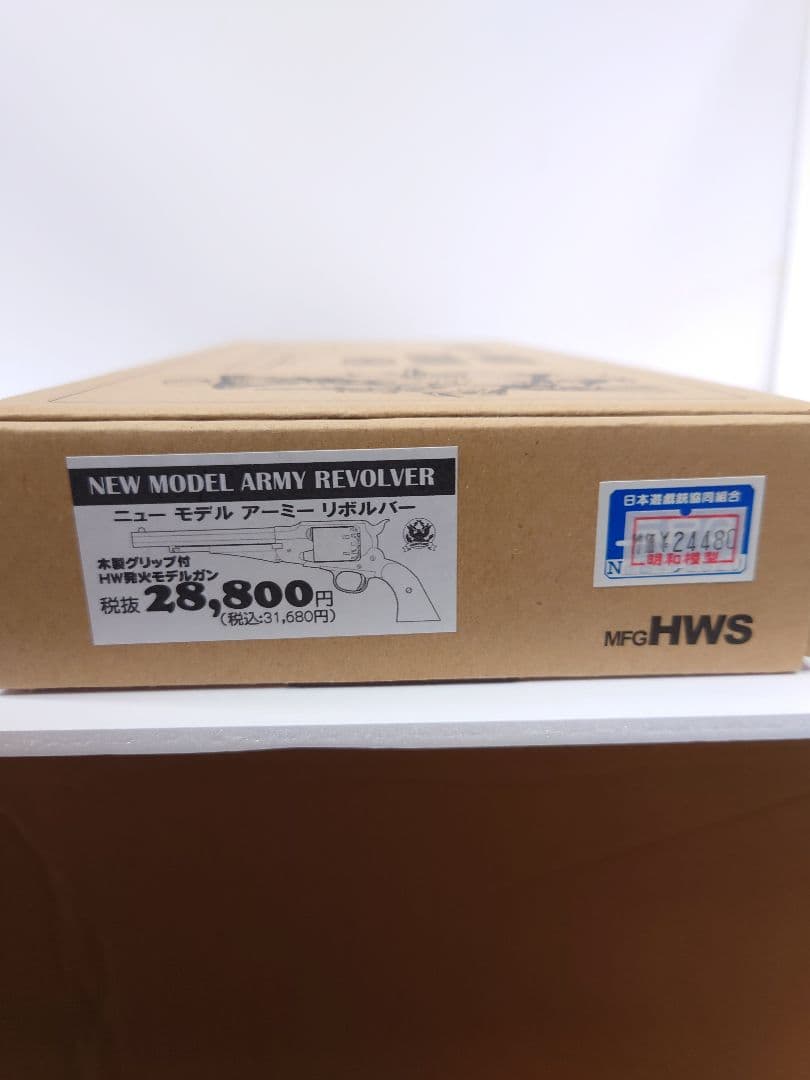 NEW MODEL ARMY REVOLVER
ニュー モデル アーミー リボルバー
木製グリップ付
HW発火モデルガン
税抜 28,800円
(税込:31,680円)
日本遊戯銃協同組合
¥24480
明和模型
N
MFG HWS